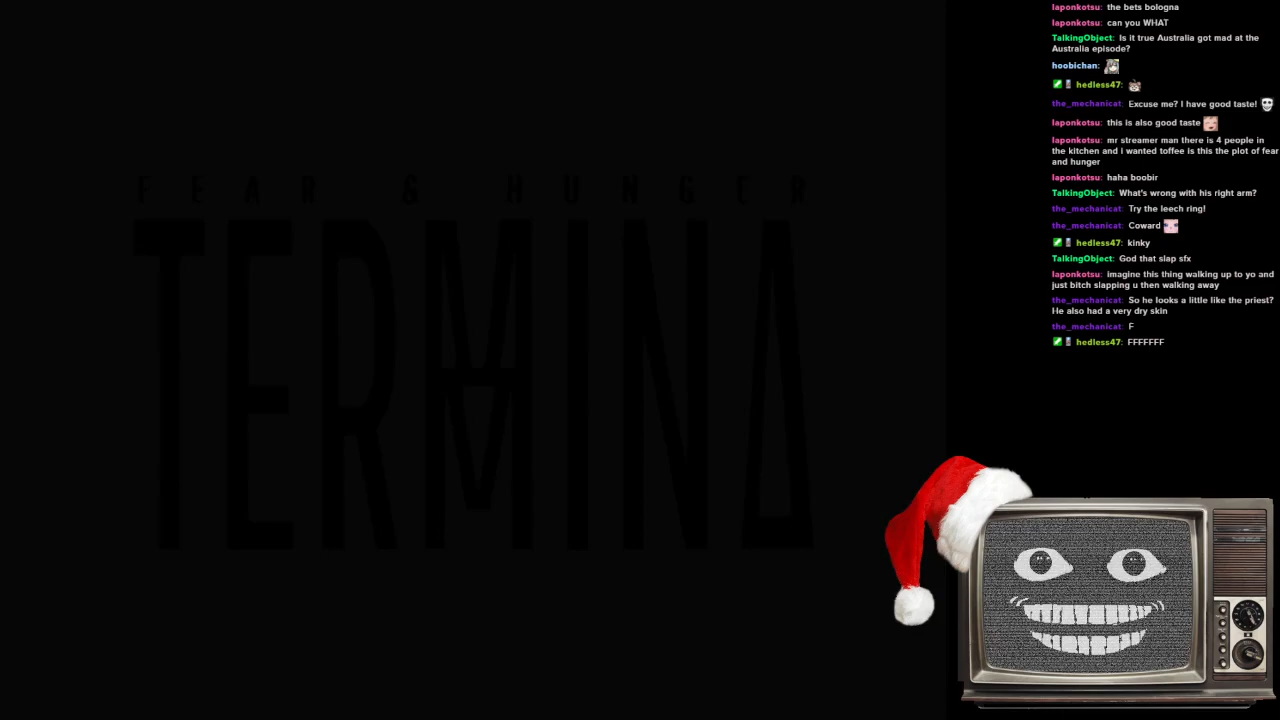 FEAR & HUNGER
TERMINA
laponkotsu: the bets bologna
laponkotsu: can you WHAT
TalkingObject: Is it true Australia got mad at the
Australia episode?
hoobichan:
hedless47:
the_mechanicat: Excuse me? I have good taste!
laponkotsu: this is also good taste
laponkotsu: mr streamer man there is 4 people in
the kitchen and i wanted toffee is this the plot of fear
and hunger
laponkotsu: haha boobir
TalkingObject: What's wrong with his right arm?
the_mechanicat: Try the leech ring!
the_mechanicat: Coward
hedless47: kinky
TalkingObject: God that slap sfx
laponkotsu: imagine this thing walking up to yo and
just bitch slapping u then walking away
the_mechanicat: So he looks a little like the priest?
He also had a very dry skin
the_mechanicat: F
hedless47: FFFFFFF